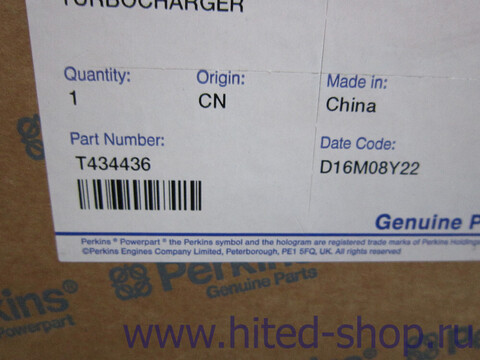 TURBOCHARGER
Quantity: Origin: Made in:
1 CN China
Part Number: Date Code:
T434436 D16M08Y22
Genuine P
Perkins® Powerpart® the Perkins symbol and the hologram are registered trade marks of Perkins Holdings
©Perkins Engines Company Limited, Peterborough, PE1 5FQ, UK. All rights reserved
Perkins
Genuine Parts
rkins®
Powerpart
www.hited-shop.ru